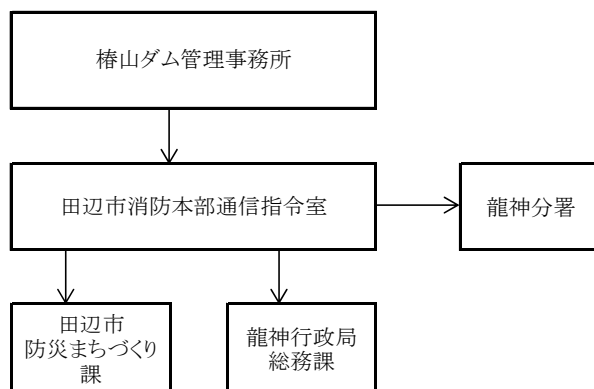 椿山ダム管理事務所
田辺市消防本部通信指令室
龍神分署
田辺市
防災まちづくり
課
龍神行政局
総務課